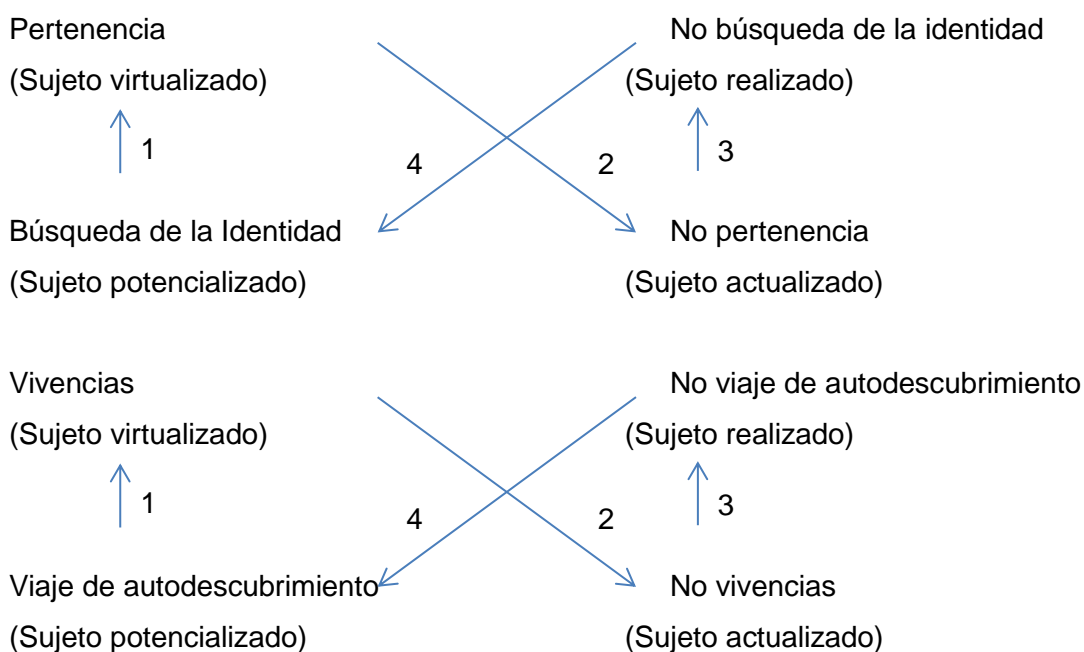 Pertenencia No búsqueda de la identidad
(Sujeto virtualizado) (Sujeto realizado)
1 4 2 3
Búsqueda de la Identidad No pertenencia
(Sujeto potencializado) (Sujeto actualizado)
Vivencias No viaje de autodescubrimiento
(Sujeto virtualizado) (Sujeto realizado)
1 4 2 3
Viaje de autodescubrimiento No vivencias
(Sujeto potencializado) (Sujeto actualizado)